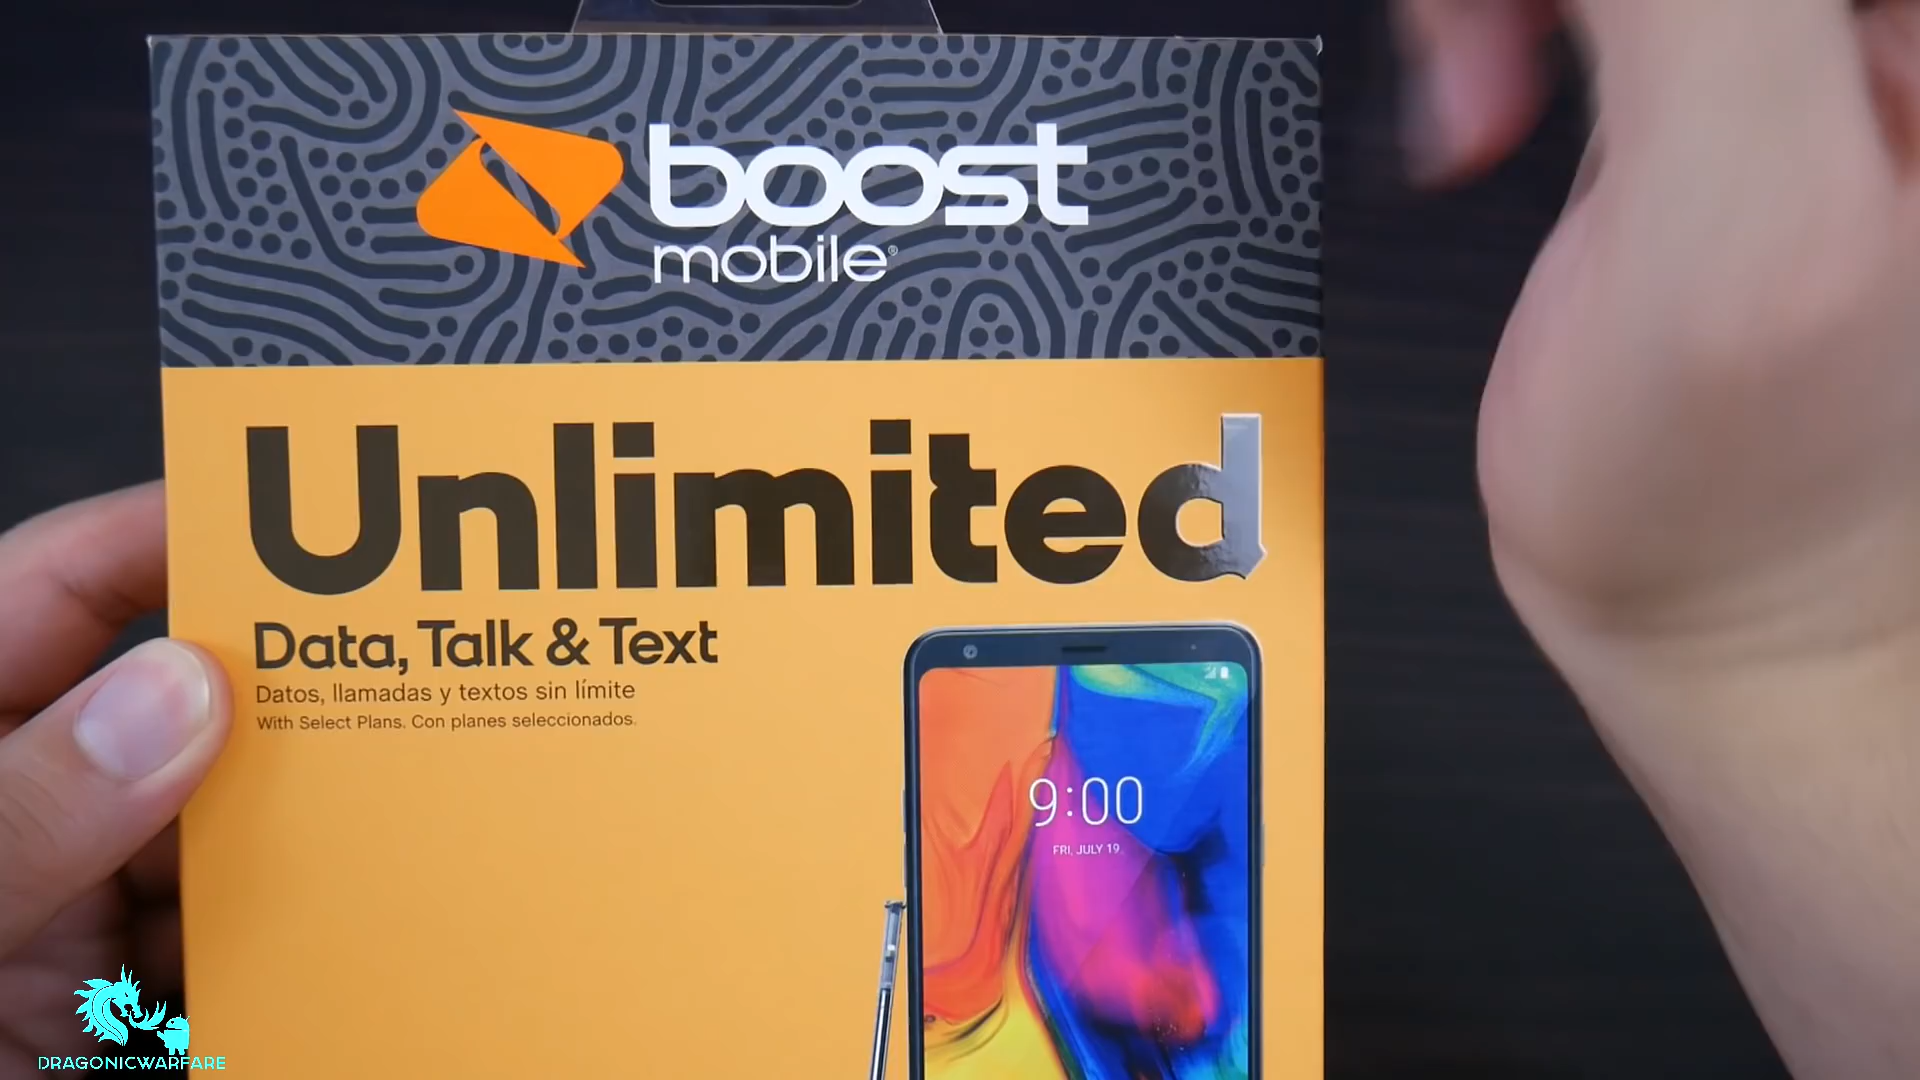 boost
mobile®
Unlimited
Data, Talk & Text
Datos, llamadas y textos sin límite
With Select Plans. Con planes seleccionados.
9:00
FRI, JULY 19
DRAGONICWARFARE